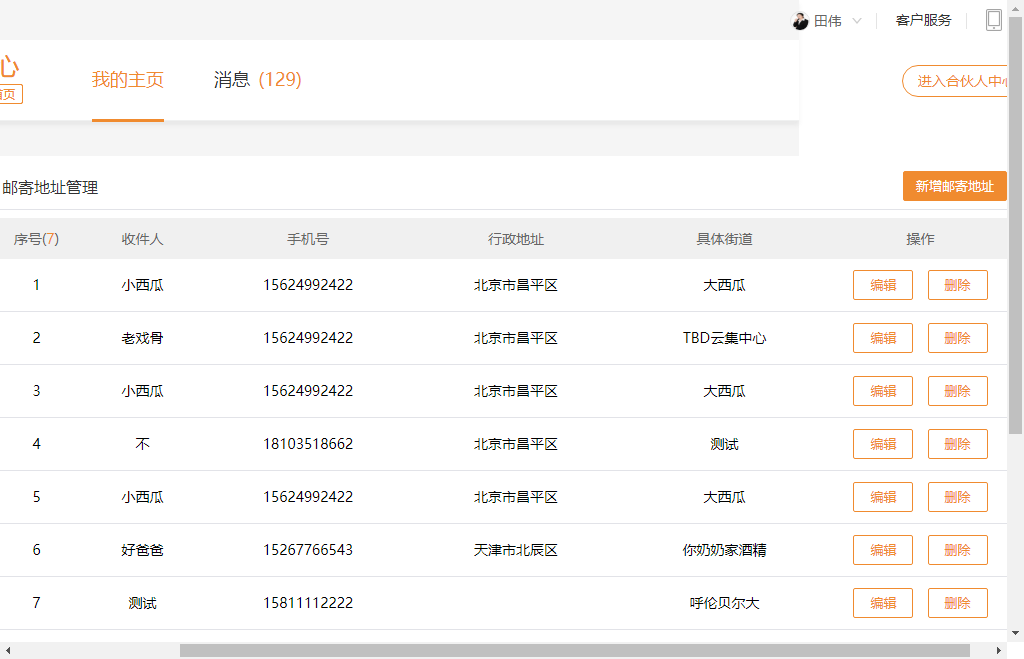 田伟 客户服务
心 我的主页 消息 (129) 进入合伙人中心
首页
邮寄地址管理 新增邮寄地址
序号(7) 收件人 手机号 行政地址 具体街道 操作
1 小西瓜 15624992422 北京市昌平区 大西瓜 编辑 删除
2 老戏骨 15624992422 北京市昌平区 TBD云集中心 编辑 删除
3 小西瓜 15624992422 北京市昌平区 大西瓜 编辑 删除
4 不 18103518662 北京市昌平区 测试 编辑 删除
5 小西瓜 15624992422 北京市昌平区 大西瓜 编辑 删除
6 好爸爸 15267766543 天津市北辰区 你奶奶家酒精 编辑 删除
7 测试 15811112222 呼伦贝尔大 编辑 删除